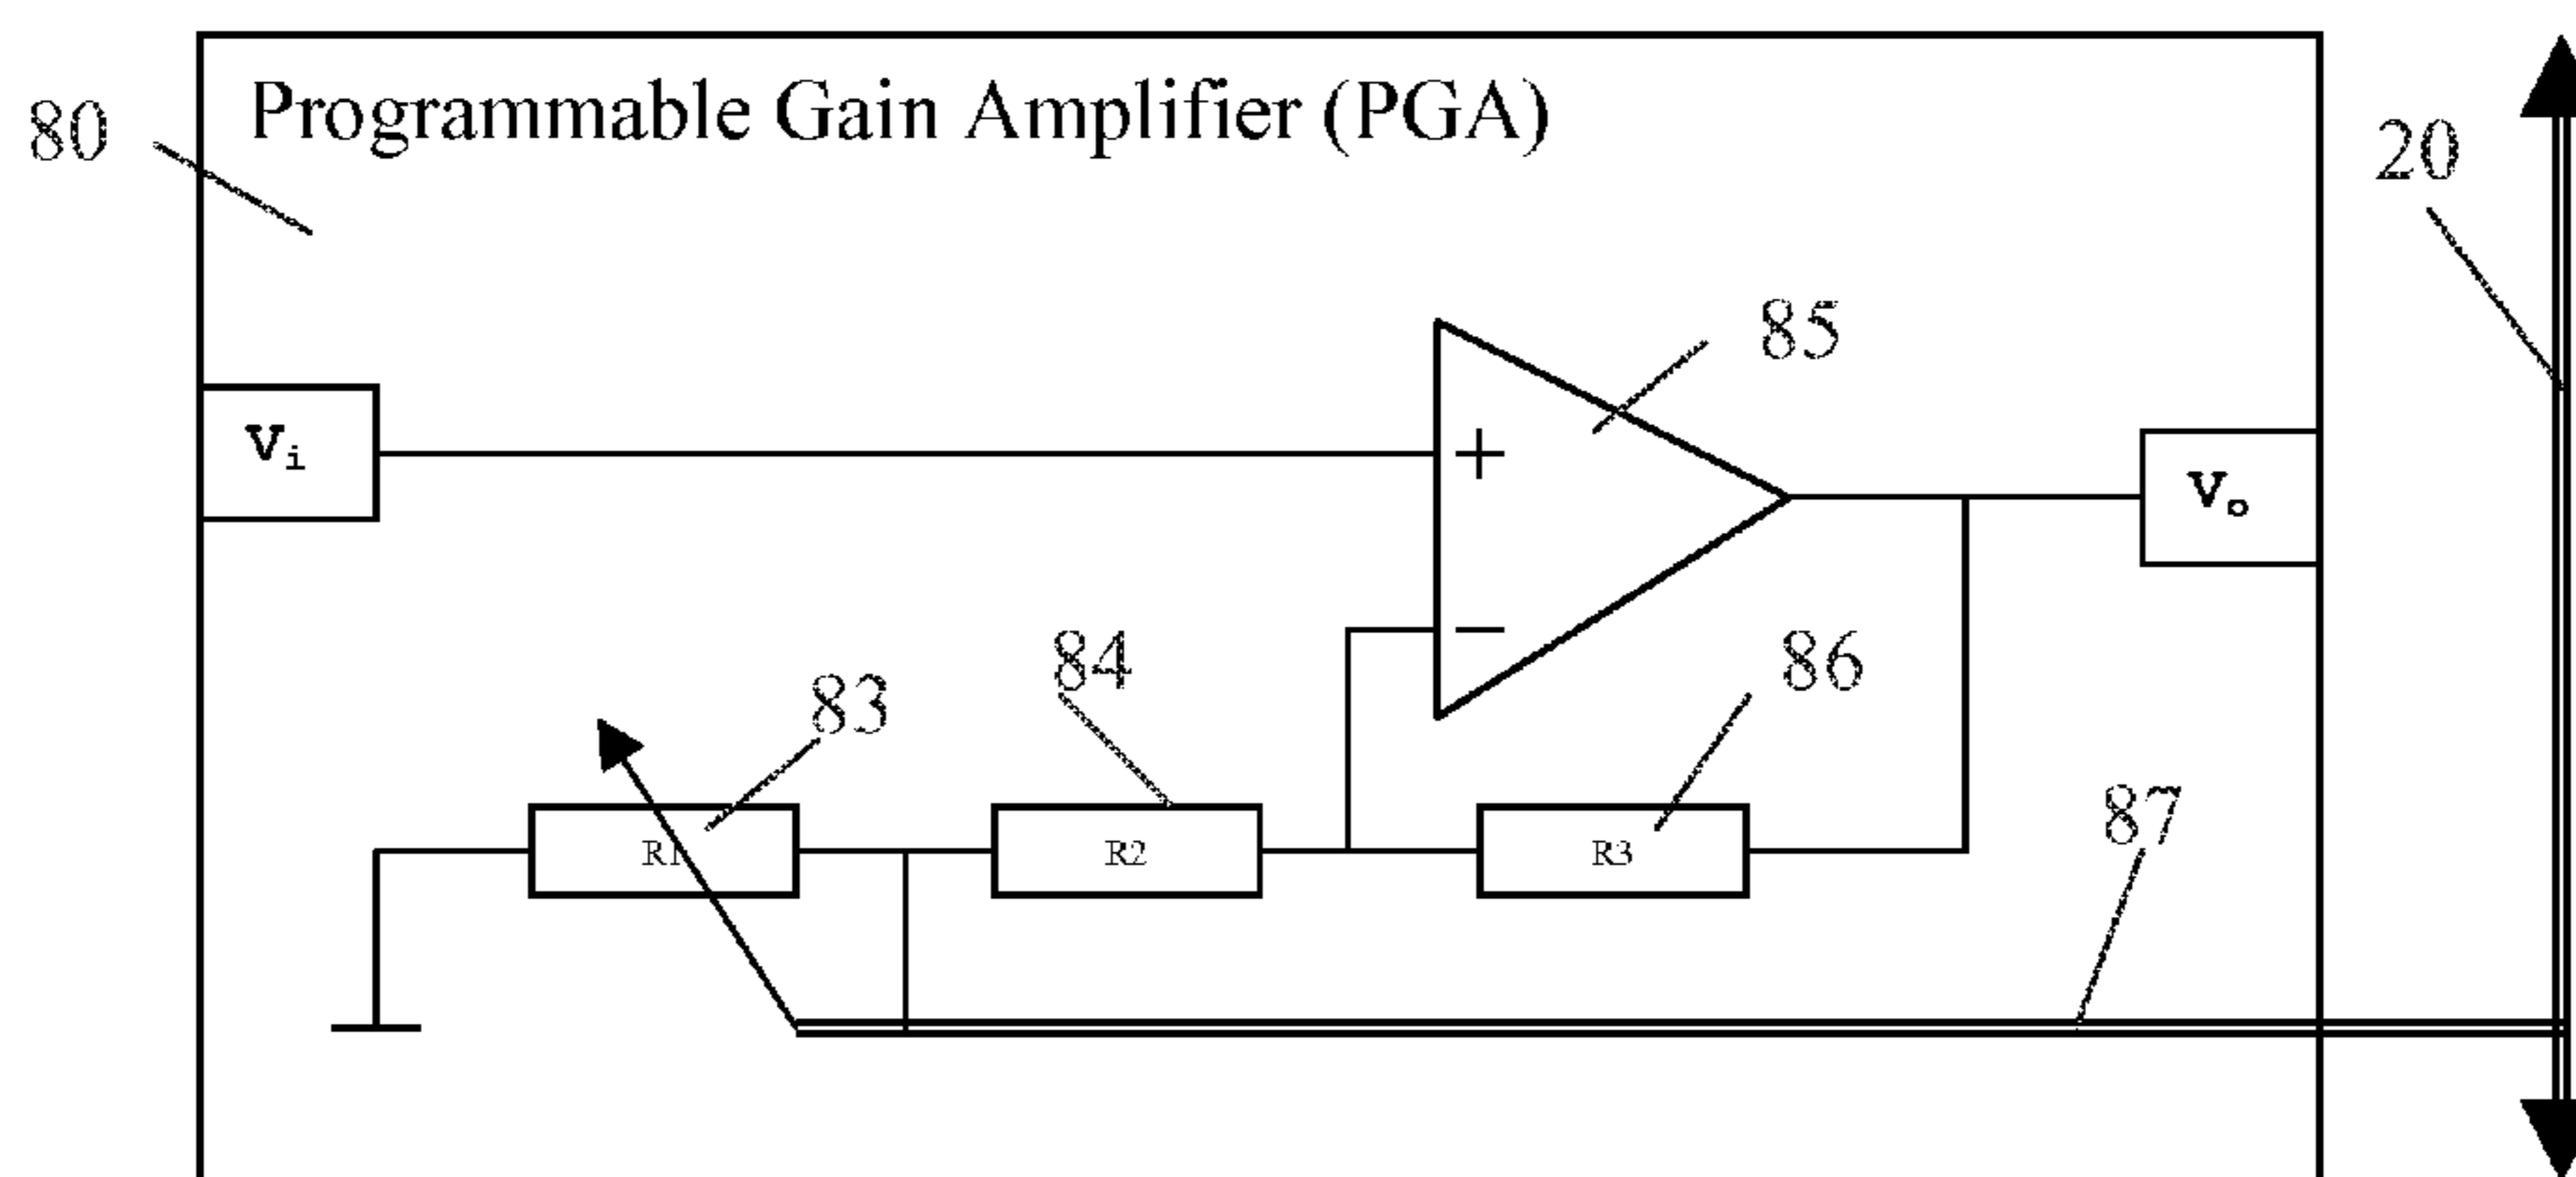 Programmable Gain Amplifier (PGA)
80
20
85
vi
+
vo
−
84
86
83
87
R1
R2
R3